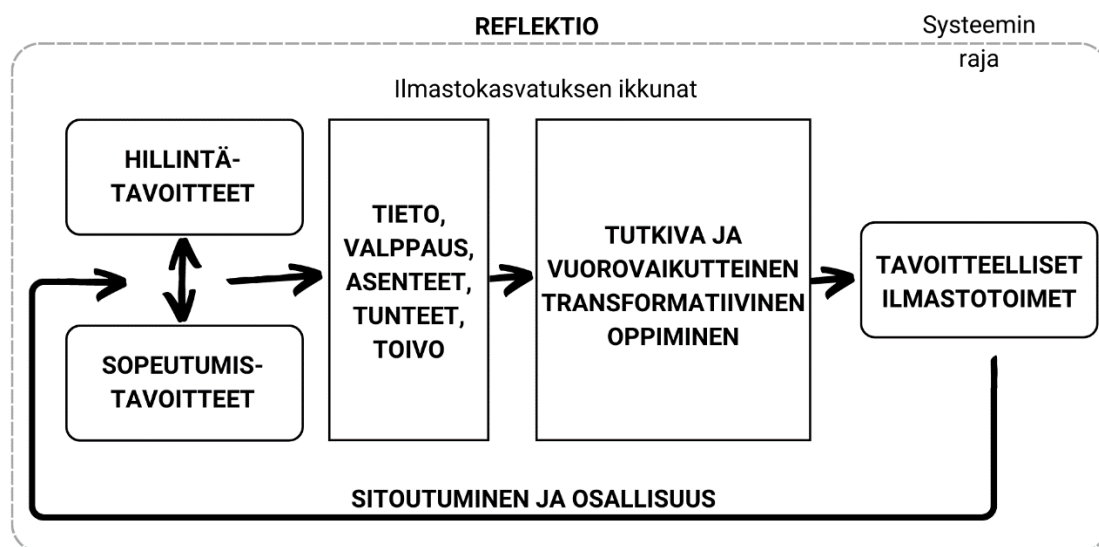 REFLEKTIO
Systeemin
raja
Ilmastokasvatuksen ikkunat
HILLINTÄ-
TAVOITTEET
SOPEUTUMIS-
TAVOITTEET
TIETO,
VALPPAUS,
ASENTEET,
TUNTEET,
TOIVO
TUTKIVA JA
VUOROVAIKUTTEINEN
TRANSFORMATIIVINEN
OPPIMINEN
TAVOITTEELLISET
ILMASTOTOIMET
SITOUTUMINEN JA OSALLISUUS